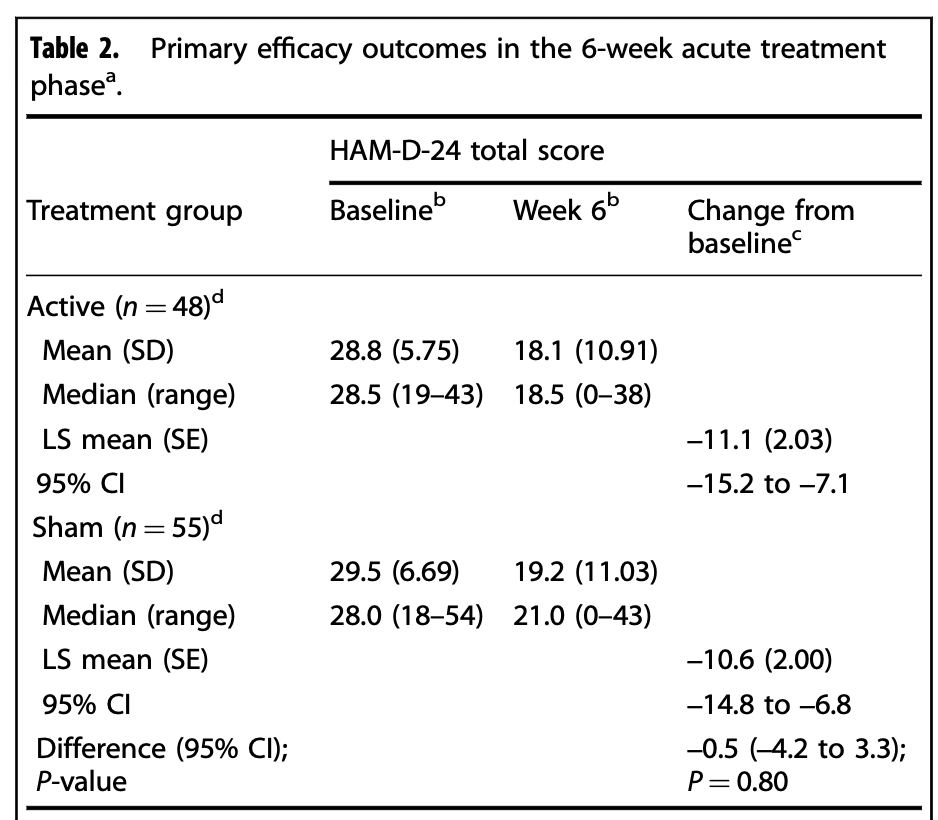 Table 2. Primary efficacy outcomes in the 6-week acute treatment
phaseᵃ.
HAM-D-24 total score
Treatment group Baselineᵇ Week 6ᵇ Change from
baselineᶜ
Active (n = 48)ᵈ
Mean (SD) 28.8 (5.75) 18.1 (10.91)
Median (range) 28.5 (19–43) 18.5 (0–38)
LS mean (SE) –11.1 (2.03)
95% CI –15.2 to –7.1
Sham (n = 55)ᵈ
Mean (SD) 29.5 (6.69) 19.2 (11.03)
Median (range) 28.0 (18–54) 21.0 (0–43)
LS mean (SE) –10.6 (2.00)
95% CI –14.8 to –6.8
Difference (95% CI); –0.5 (–4.2 to 3.3);
P-value P = 0.80